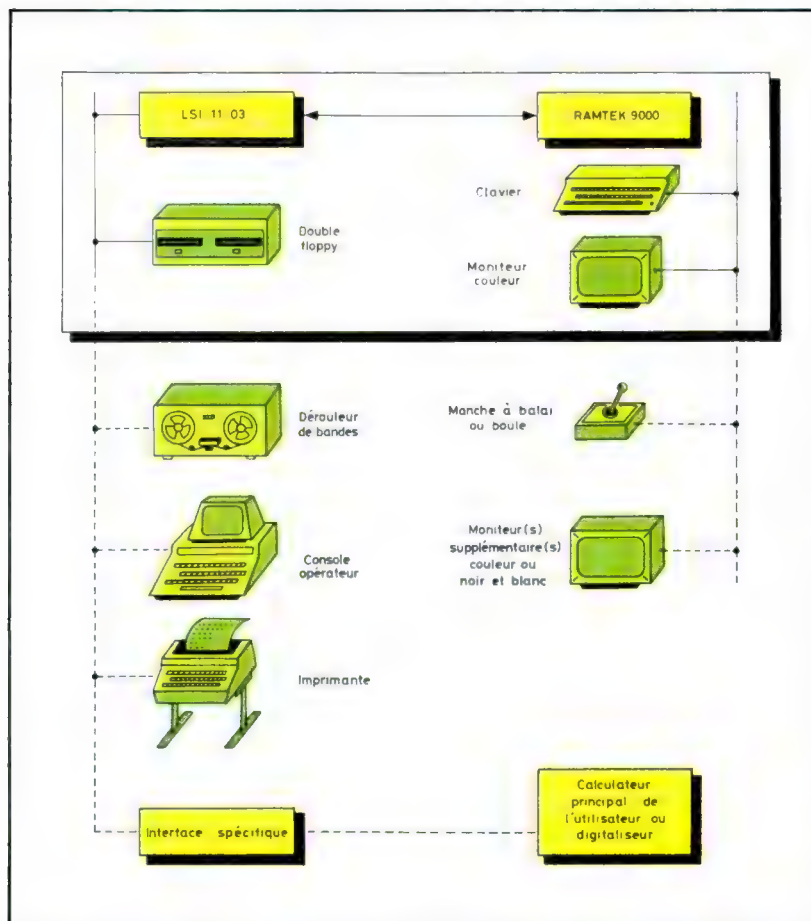 LSI 11 03
RAMTEK 9000
Clavier
Double
floppy
Moniteur
couleur
Dérouleur
de bandes
Manche à balai
ou boule
Console
opérateur
Moniteur(s)
supplémentaire(s)
couleur ou
noir et blanc
Imprimante
Interface spécifique
Calculateur
principal de
l'utilisateur ou
digitaliseur